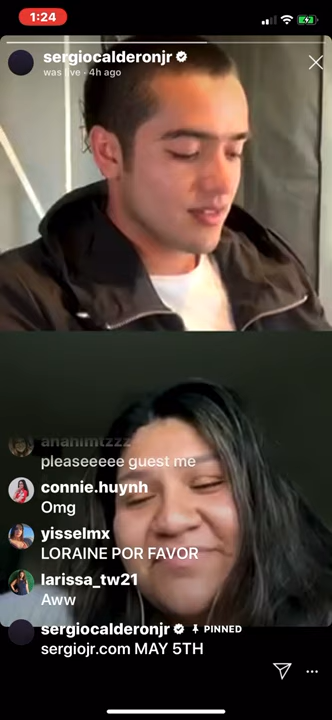 1:24
sergiocalderonjr
was live · 4h ago
anahimtzzz
pleaseeeee guest me
connie.huynh
Omg
yisselmx
LORAINE POR FAVOR
larissa_tw21
Aww
sergiocalderonjr PINNED
sergiojr.com MAY 5TH